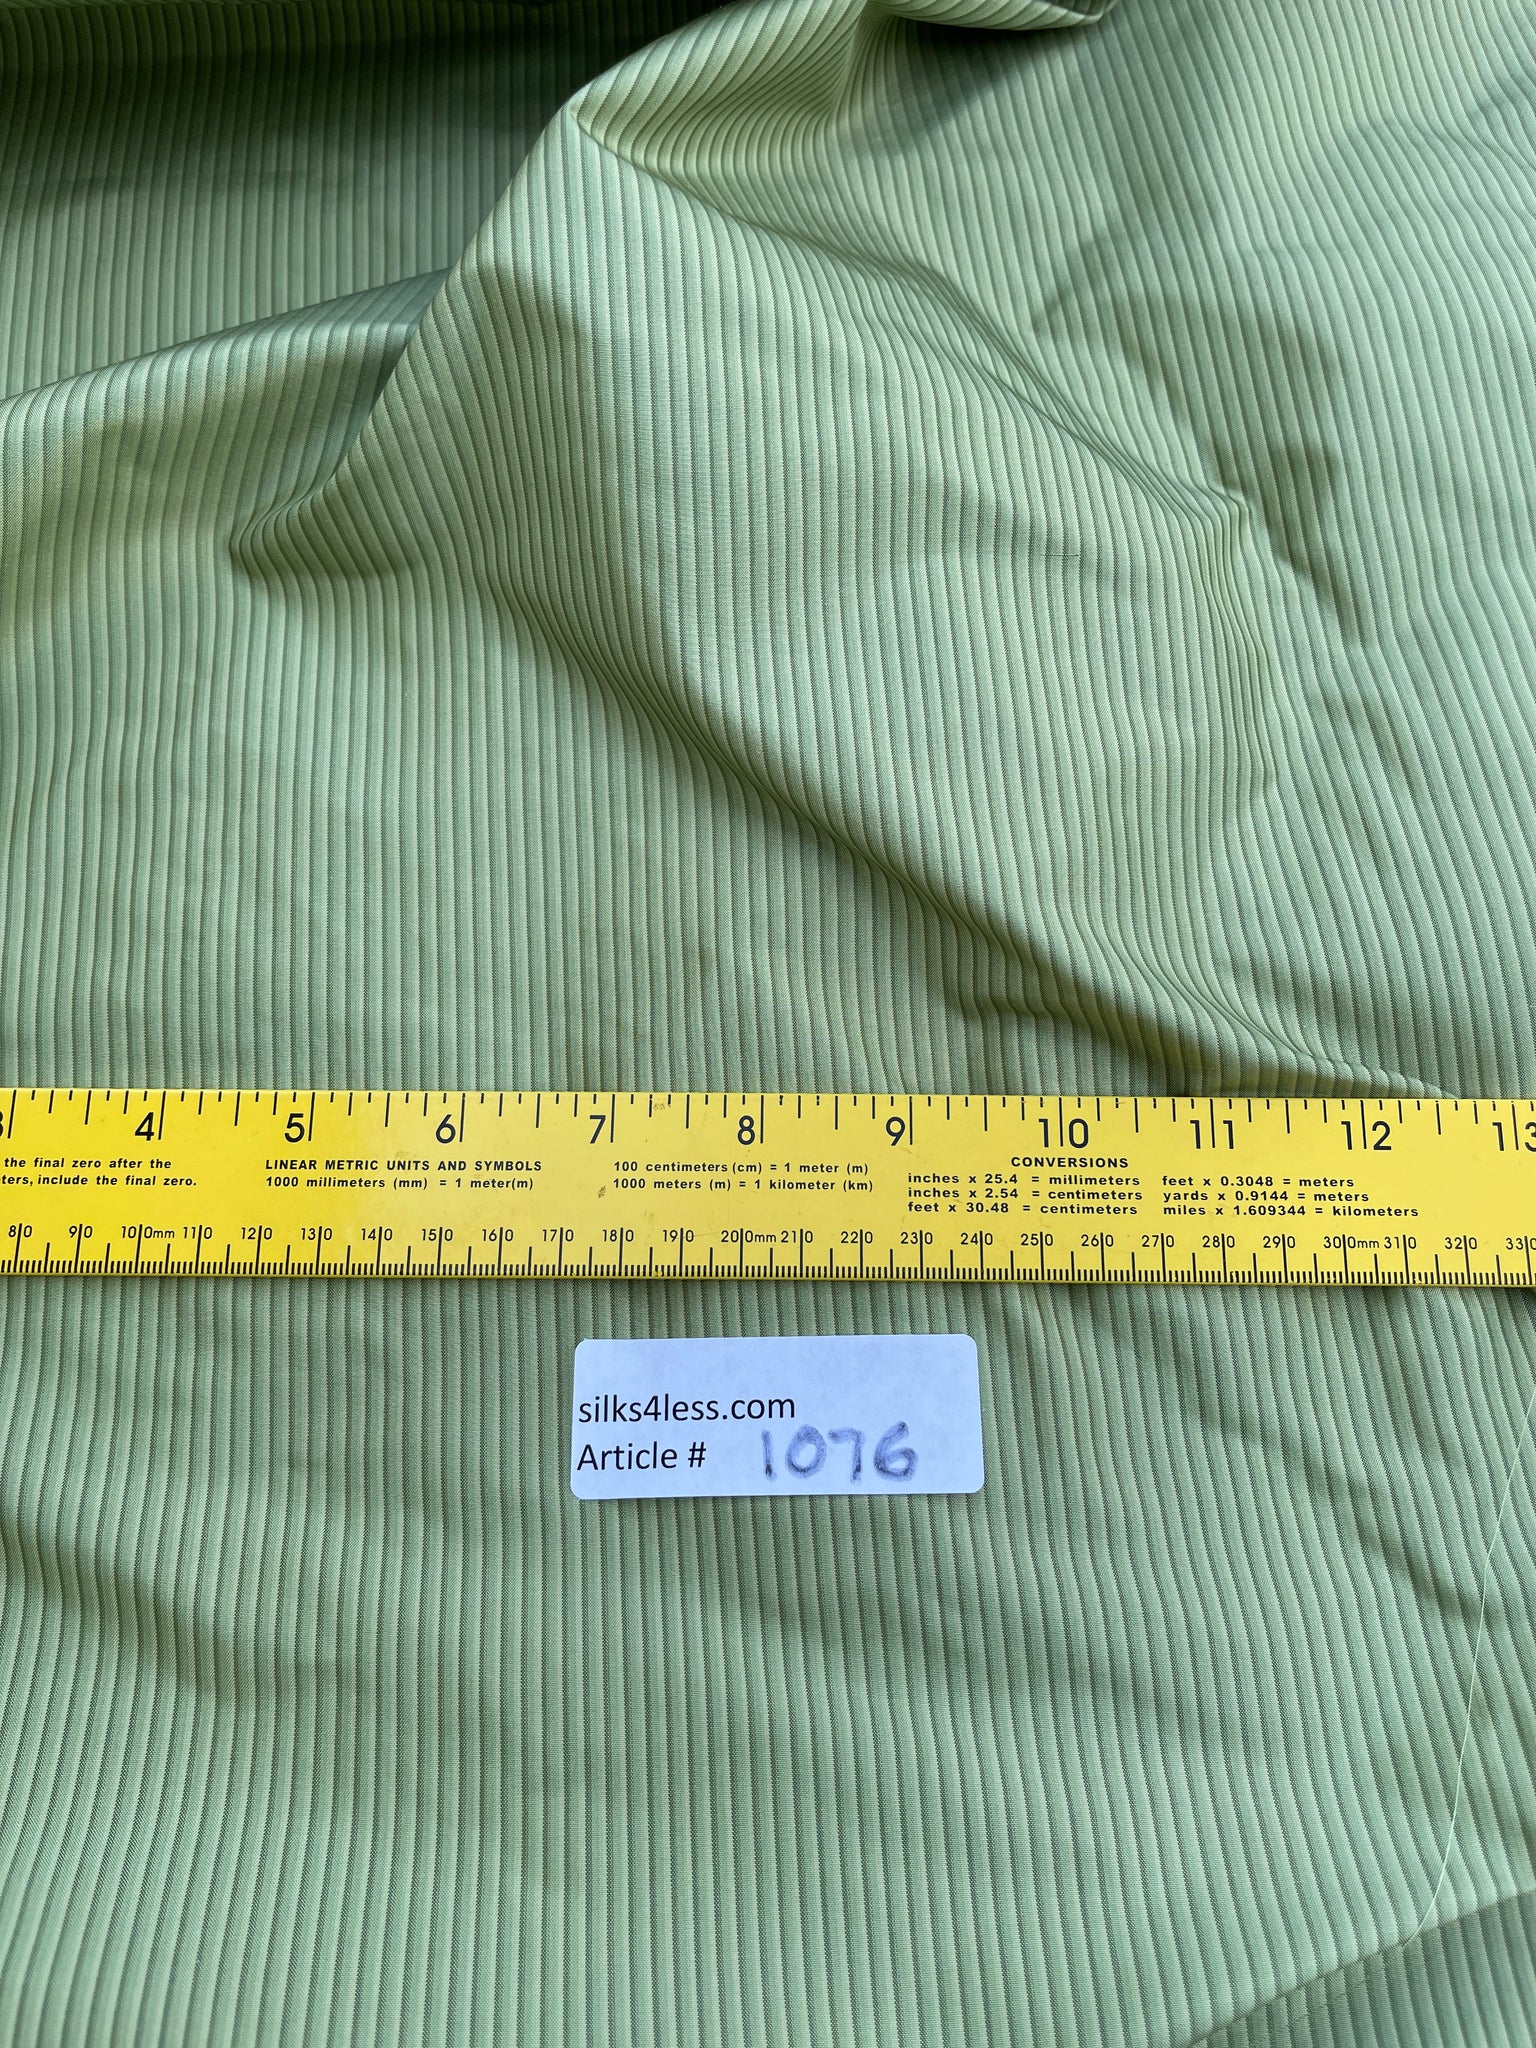 3 4 5 6 7 8 9 10 11 12 13
the final zero after the
ters, include the final zero.
LINEAR METRIC UNITS AND SYMBOLS
1000 millimeters (mm) = 1 meter(m)
100 centimeters (cm) = 1 meter (m)
1000 meters (m) = 1 kilometer (km)
CONVERSIONS
inches x 25.4 = millimeters
inches x 2.54 = centimeters
feet x 30.48 = centimeters
feet x 0.3048 = meters
yards x 0.9144 = meters
miles x 1.609344 = kilometers
80 90 100mm 110 120 130 140 150 160 170 180 190 200mm 210 220 230 240 250 260 270 280 290 300mm 310 320 330
silks4less.com
Article # 1076